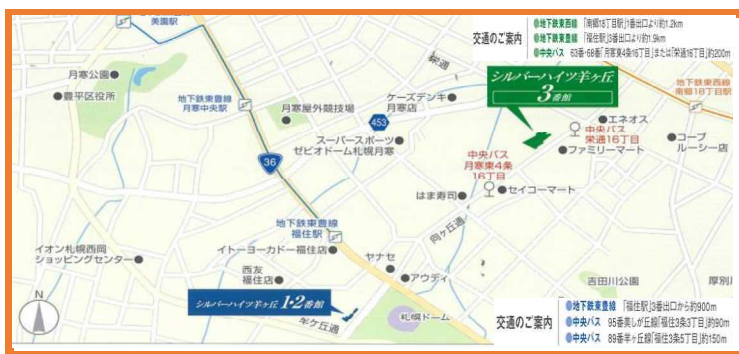 地下鉄東豊線
美園駅
交通のご案内
●地下鉄東西線 「南郷18丁目駅」1番出口より約1.2km
●地下鉄東豊線 「福住駅」3番出口より約1.9km
●中央バス 63番・68番「月寒東4条16丁目」または「栄通16丁目」約200m
月寒公園
豊平区役所
地下鉄東豊線
月寒中央駅
月寒屋外競技場
ケーズデンキ
月寒店
栄通
453
スーパースポーツ
ゼビオドーム札幌月寒
36
シルバーハイツ羊ヶ丘
3番館
地下鉄東西線
南郷18丁目駅
エネオス
中央バス
栄通16丁目
ファミリーマート
コープ
ルーシー店
中央バス
月寒東4条
16丁目
はま寿司
セイコーマート
向ヶ丘通
地下鉄東豊線
福住駅
イオン札幌西岡
ショッピングセンター
イトーヨーカドー福住店
西友
福住店
ヤナセ
アウディ
吉田川公園
厚別
N
シルバーハイツ羊ヶ丘 1・2番館
羊ケ丘通
札幌ドーム
交通のご案内
●地下鉄東豊線 「福住駅」3番出口から約900m
●中央バス 95番美しが丘線「福住3条3丁目」約90m
●中央バス 89番羊ヶ丘線「福住3条5丁目」約150m